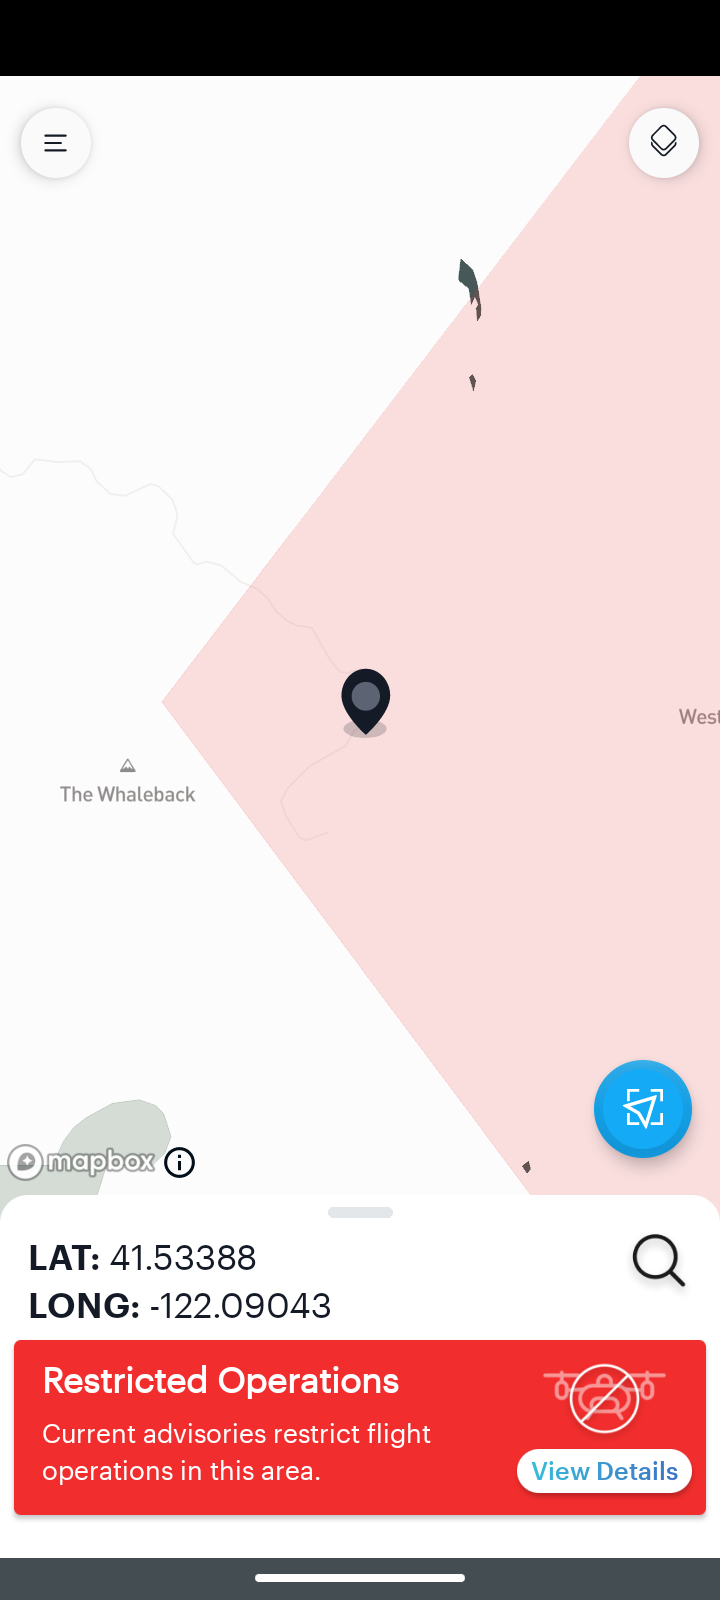 West
The Whaleback
mapbox
LAT: 41.53388
LONG: -122.09043
Restricted Operations
Current advisories restrict flight
operations in this area.
View Details